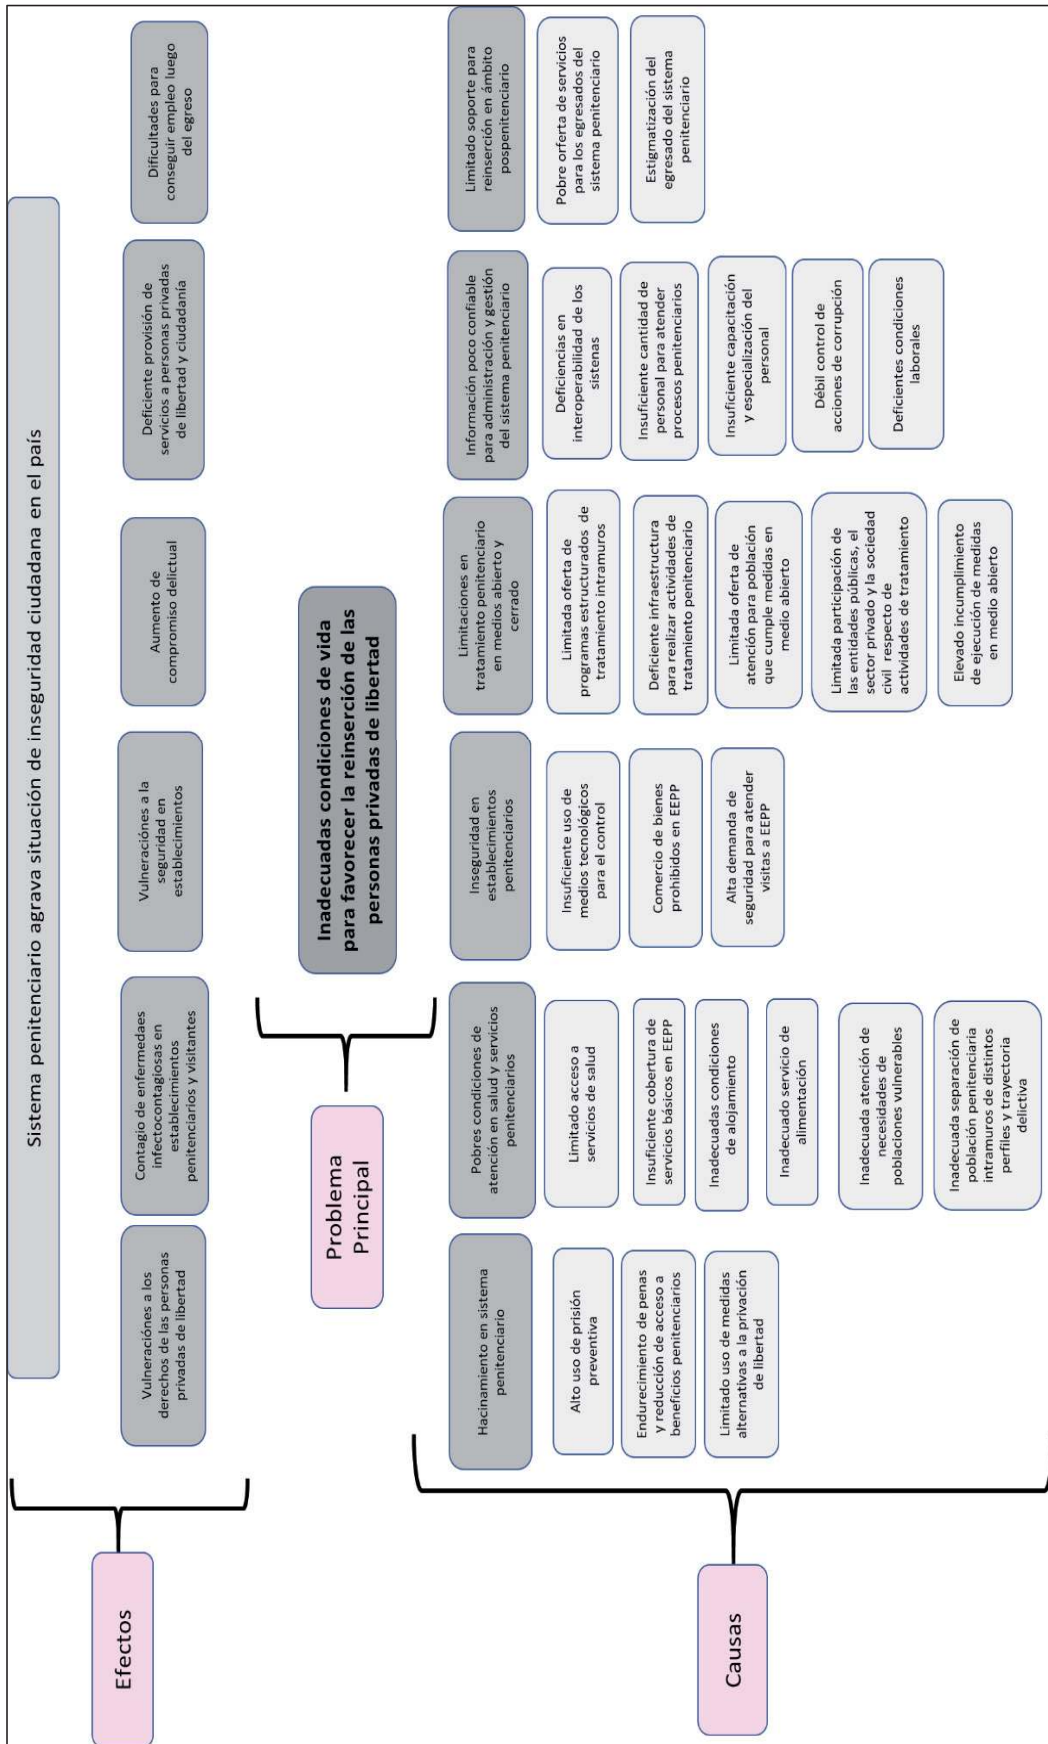 Sistema penitenciario agrava situación de inseguridad ciudadana en el país
Efectos
Vulneraciónes a los
derechos de las personas
privadas de libertad
Contagio de enfermedaes
infectocontagiosas en
establecimientos
penitenciarios y visitantes
Vulneraciónes a la
seguridad en
establecimientos
Aumento de
compromiso delictual
Deficiente provisión de
servicios a personas privadas
de libertad y ciudadanía
Dificultades para
conseguir empleo luego
del egreso
Problema
Principal
Inadecuadas condiciones de vida
para favorecer la reinserción de las
personas privadas de libertad
Causas
Hacinamiento en sistema
penitenciario
Alto uso de prisión
preventiva
Endurecimiento de penas
y reducción de acceso a
beneficios penitenciarios
Limitado uso de medidas
alternativas a la privación
de libertad
Pobres condiciones de
atención en salud y servicios
penitenciarios
Limitado acceso a
servicios de salud
Insuficiente cobertura de
servicios básicos en EEPP
Inadecuadas condiciones
de alojamiento
Inadecuado servicio de
alimentación
Inadecuada atención de
necesidades de
poblaciones vulnerables
Inadecuada separación de
población penitenciaria
intramuros de distintos
perfiles y trayectoria
delictiva
Inseguridad en
establecimientos
penitenciarios
Insuficiente uso de
medios tecnológicos
para el control
Comercio de bienes
prohibidos en EEPP
Alta demanda de
seguridad para atender
visitas a EEPP
Limitaciones en
tratamiento penitenciario
en medios abierto y
cerrado
Limitada oferta de
programas estructurados de
tratamiento intramuros
Deficiente infraestructura
para realizar actividades de
tratamiento penitenciario
Limitada oferta de
atención para población
que cumple medidas en
medio abierto
Limitada participación de
las entidades públicas, el
sector privado y la sociedad
civil respecto de
actividades de tratamiento
Elevado incumplimiento
de ejecución de medidas
en medio abierto
Información poco confiable
para administración y gestión
del sistema penitenciario
Deficiencias en
interoperabilidad de los
sistenas
Insuficiente cantidad de
personal para atender
procesos penitenciarios
Insuficiente capacitación
y especialización del
personal
Débil control de
acciones de corrupción
Deficientes condiciones
laborales
Limitado soporte para
reinserción en ámbito
pospenitenciario
Pobre orferta de servicios
para los egresados del
sistema penitenciario
Estigmatización del
egresado del sistema
penitenciario